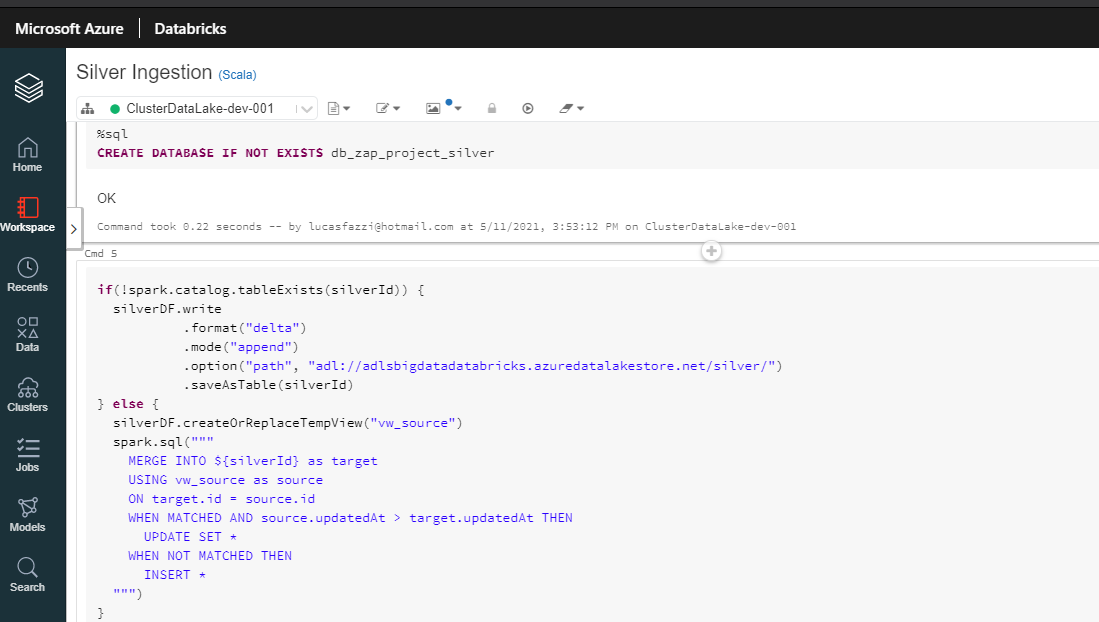 Microsoft Azure Databricks
Silver Ingestion (Scala)
ClusterDataLake-dev-001
Home
Workspace
Recents
Data
Clusters
Jobs
Models
Search
%sql
CREATE DATABASE IF NOT EXISTS db_zap_project_silver
OK
Command took 0.22 seconds -- by lucasfazzi@hotmail.com at 5/11/2021, 3:53:12 PM on ClusterDataLake-dev-001
Cmd 5
if(!spark.catalog.tableExists(silverId)) {
  silverDF.write
           .format("delta")
           .mode("append")
           .option("path", "adl://adlsbigdatadatabricks.azuredatalakestore.net/silver/")
           .saveAsTable(silverId)
} else {
  silverDF.createOrReplaceTempView("vw_source")
  spark.sql("""
    MERGE INTO ${silverId} as target
    USING vw_source as source
    ON target.id = source.id
    WHEN MATCHED AND source.updatedAt > target.updatedAt THEN
      UPDATE SET *
    WHEN NOT MATCHED THEN
      INSERT *
  """)
}